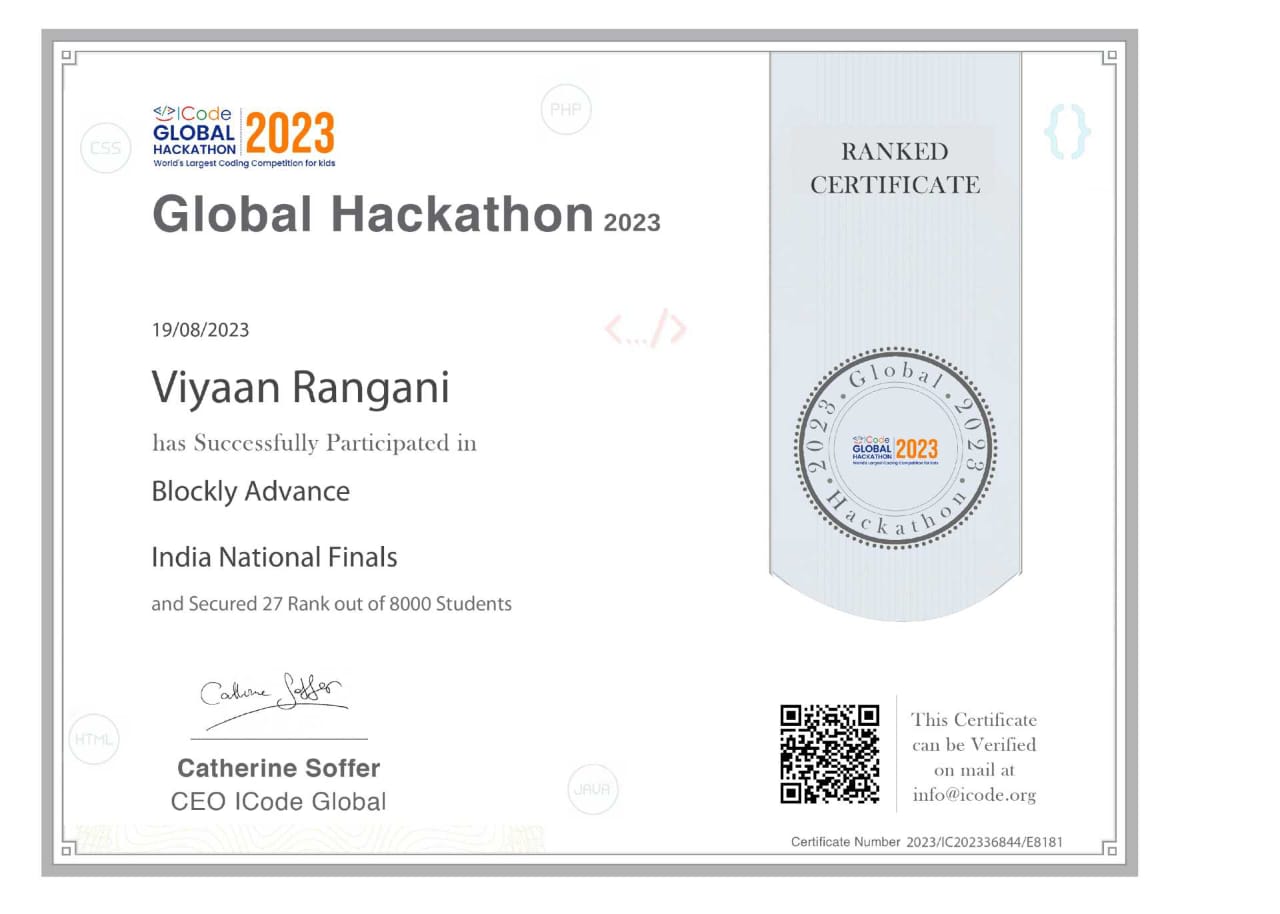 CSS
</>ICode
GLOBAL
HACKATHON
2023
World's Largest Coding Competition for kids
PHP
{}
RANKED
CERTIFICATE
Global Hackathon 2023
19/08/2023
<.../>
Viyaan Rangani
has Successfully Participated in
Blockly Advance
India National Finals
and Secured 27 Rank out of 8000 Students
2023 • Global • 2023 • Hackathon •
</>ICode
GLOBAL
HACKATHON
2023
World's Largest Coding Competition for kids
Catherine Soffer
HTML
Catherine Soffer
CEO ICode Global
JAVA
This Certificate
can be Verified
on mail at
info@icode.org
Certificate Number 2023/IC202336844/E8181